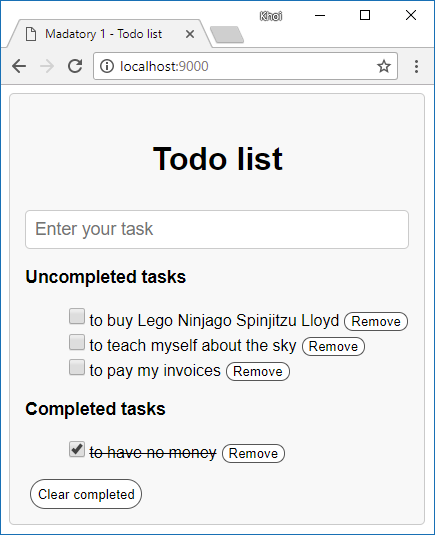 Khoi
Madatory 1 - Todo list
localhost:9000
Todo list
Enter your task
Uncompleted tasks
to buy Lego Ninjago Spinjitzu Lloyd Remove
to teach myself about the sky Remove
to pay my invoices Remove
Completed tasks
to have no money Remove
Clear completed